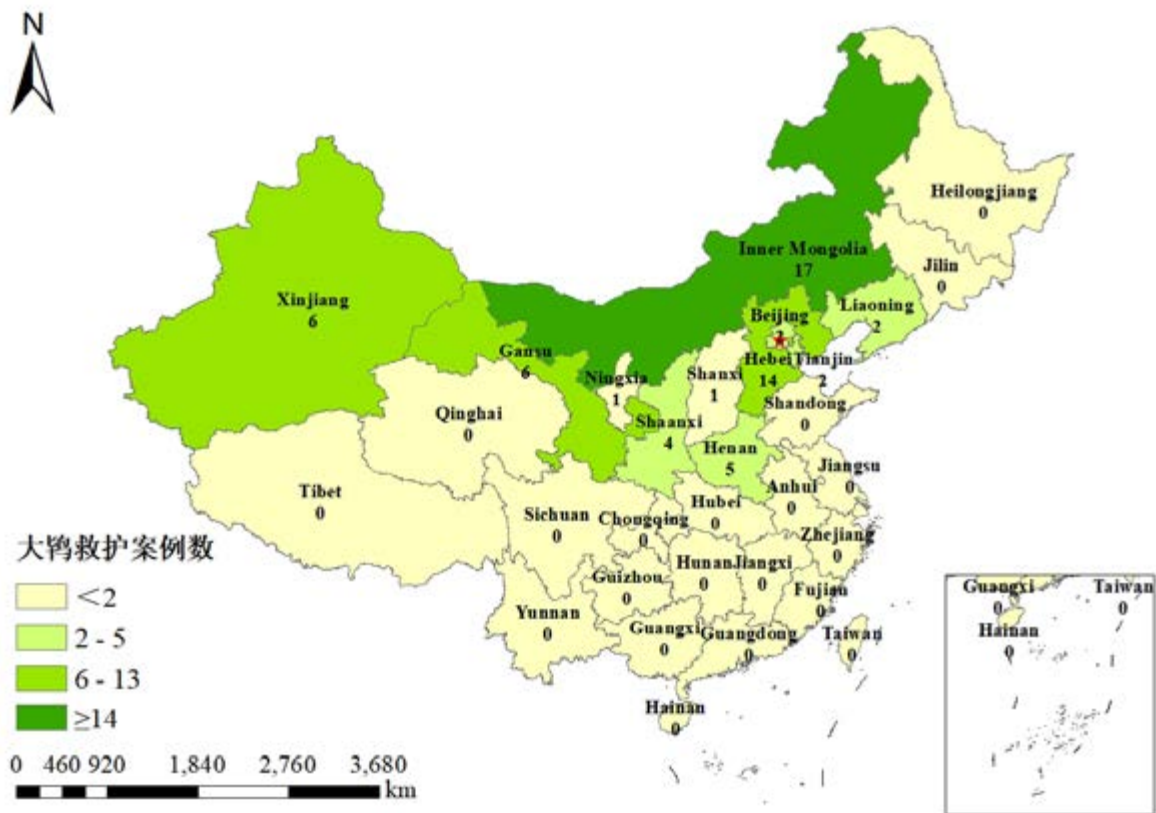 N
Heilongjiang
0
Inner Mongolia
17
Jilin
0
Xinjiang
6
Liaoning
2
Beijing
Gansu
6
Hebei
14
Tianjin
2
Ningxia
1
Shanxi
1
Shandong
0
Qinghai
0
Shaanxi
4
Henan
5
Jiangsu
0
Tibet
0
Anhui
0
Hubei
0
Sichuan
0
Chongqing
0
Zhejiang
0
Hunan
0
Jiangxi
0
Guizhou
0
Fujian
0
Yunnan
0
Guangxi
0
Guangdong
0
Taiwan
0
Hainan
0
大鸨救护案例数
<2
2 - 5
6 - 13
≥14
0 460 920 1,840 2,760 3,680
km
Guangxi
0
Taiwan
0
Hainan
0